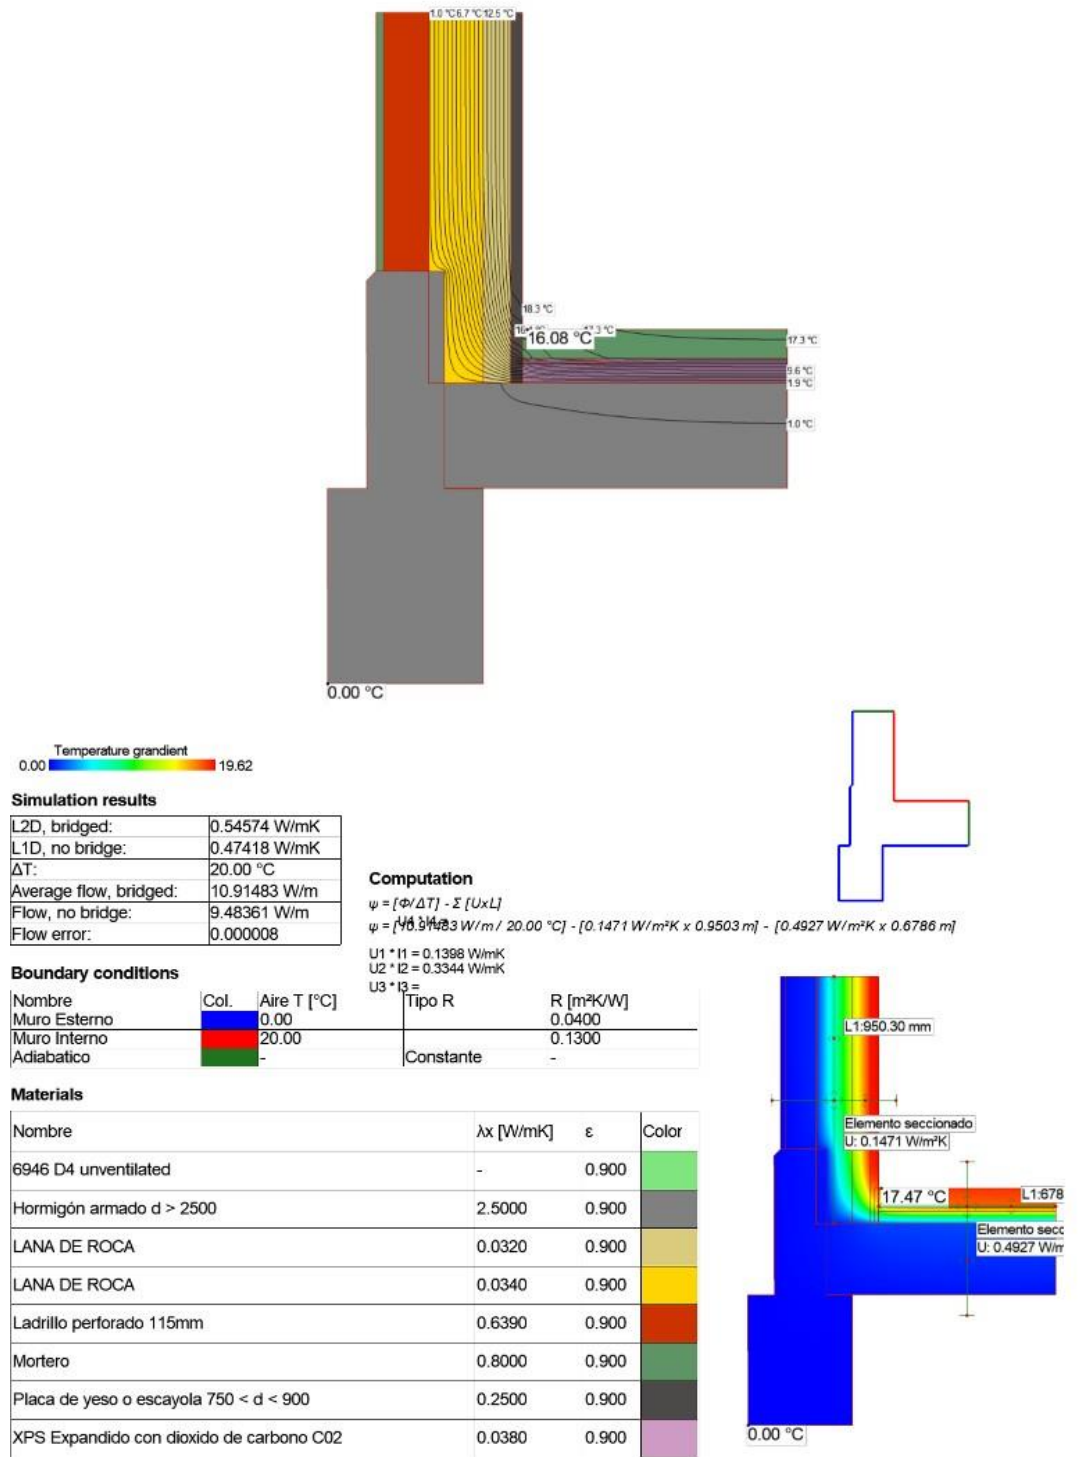 1.0 °C 6.7 °C 12.5 °C
18.3 °C
17.3 °C
16.08 °C
17.3 °C
9.6 °C
1.9 °C
1.0 °C
0.00 °C
Temperature grandient
0.00 19.62
Simulation results
L2D, bridged: 0.54574 W/mK
L1D, no bridge: 0.47418 W/mK
ΔT: 20.00 °C
Average flow, bridged: 10.91483 W/m
Flow, no bridge: 9.48361 W/m
Flow error: 0.000008
Computation
ψ = [Φ/ΔT] - Σ [UxL]
ψ = [10.91483 W/m / 20.00 °C] - [0.1471 W/m²K x 0.9503 m] - [0.4927 W/m²K x 0.6786 m]
U1 * l1 = 0.1398 W/mK
U2 * l2 = 0.3344 W/mK
U3 * l3 =
Boundary conditions
Nombre Col. Aire T [°C] Tipo R R [m²K/W]
Muro Esterno 0.00 0.0400
Muro Interno 20.00 0.1300
Adiabatico - Constante -
Materials
Nombre λx [W/mK] ε Color
6946 D4 unventilated - 0.900
Hormigón armado d > 2500 2.5000 0.900
LANA DE ROCA 0.0320 0.900
LANA DE ROCA 0.0340 0.900
Ladrillo perforado 115mm 0.6390 0.900
Mortero 0.8000 0.900
Placa de yeso o escayola 750 < d < 900 0.2500 0.900
XPS Expandido con dioxido de carbono C02 0.0380 0.900
L1:950.30 mm
Elemento seccionado
U: 0.1471 W/m²K
17.47 °C
L1:678
Elemento secc
U: 0.4927 W/m
0.00 °C